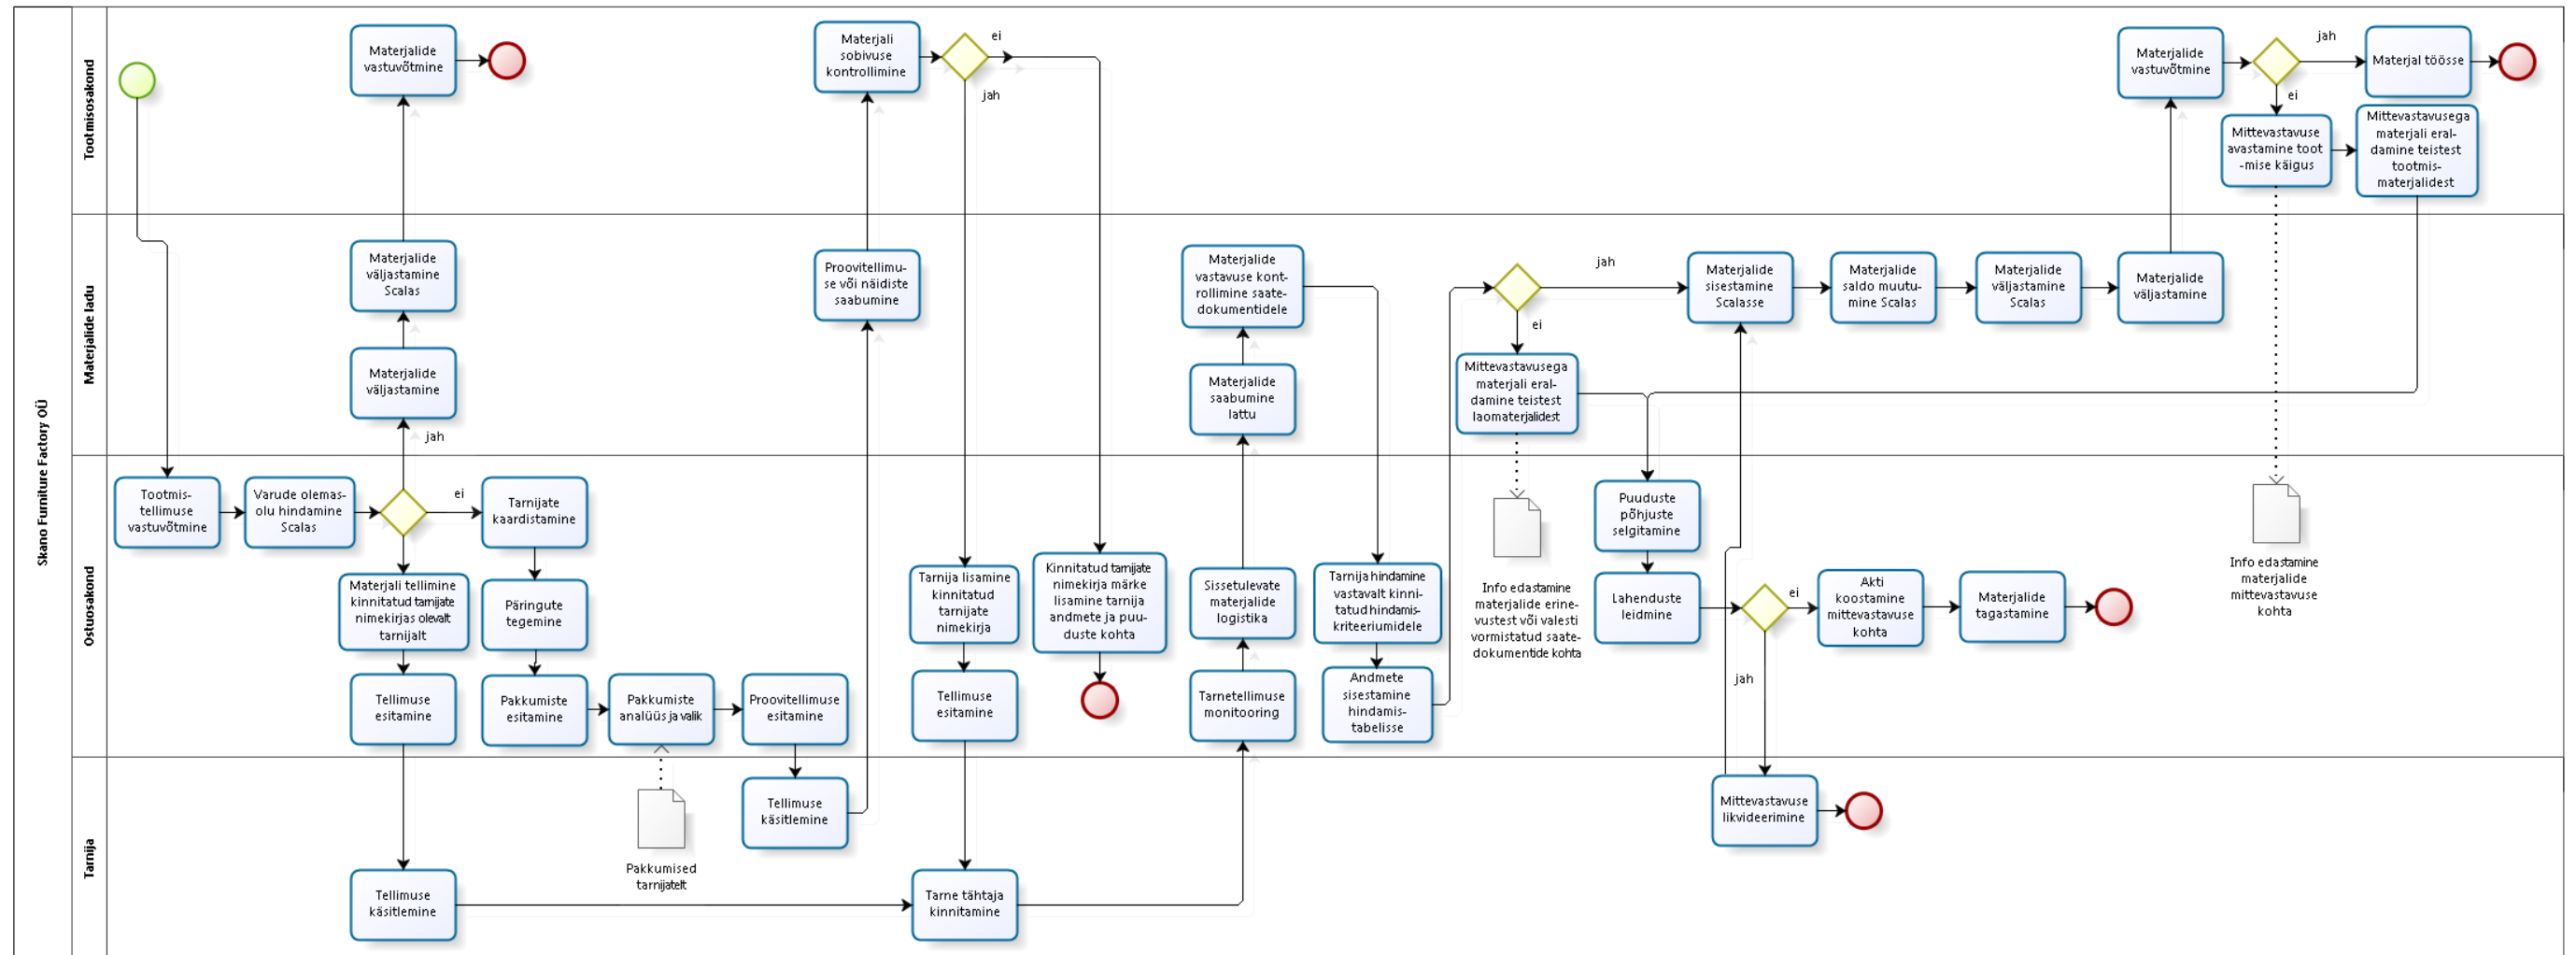 Skano Furniture Factory OÜ
Tootmisosakond
Materjalide
vastuvõtmine
Materjali
sobivuse
kontrollimine
ei
jah
Materjalide
vastuvõtmine
jah
ei
Materjal töösse
Mittevastavuse
avastamine toot
-mise käigus
Mittevastavusega
materjali eral-
damine teistest
tootmis-
materjalidest
Materjalide ladu
Materjalide
väljastamine
Scalas
Materjalide
väljastamine
jah
Proovitellimu-
se või näidiste
saabumine
Materjalide
vastavuse kont-
rollimine saate-
dokumentidele
Materjalide
saabumine
lattu
jah
ei
Mittevastavusega
materjali eral-
damine teistest
laomaterjalidest
Materjalide
sisestamine
Scalasse
Materjalide
saldo muutu-
mine Scalas
Materjalide
väljastamine
Scalas
Materjalide
väljastamine
Ostuosakond
Tootmis-
tellimuse
vastuvõtmine
Varude olemas-
olu hindamine
Scalas
ei
Tarnijate
kaardistamine
Materjali tellimine
kinnitatud tarnijate
nimekirjas olevalt
tarnijalt
Päringute
tegemine
Tellimuse
esitamine
Pakkumiste
esitamine
Pakkumiste
analüüs ja valik
Proovitellimuse
esitamine
Tarnija lisamine
kinnitatud
tarnijate
nimekirja
Tellimuse
esitamine
Kinnitatud tarnijate
nimekirja märke
lisamine tarnija
andmete ja puu-
duste kohta
Sissetulevate
materjalide
logistika
Tarnetellimuse
monitooring
Tarnija hindamine
vastavalt kinni-
tatud hindamis-
kriteeriumidele
Andmete
sisestamine
hindamis-
tabelisse
Info edastamine
materjalide erine-
vustest või valesti
vormistatud saate-
dokumentide kohta
Puuduste
põhjuste
selgitamine
Lahenduste
leidmine
ei
jah
Akti
koostamine
mittevastavuse
kohta
Materjalide
tagastamine
Info edastamine
materjalide
mittevastavuse
kohta
Tarnija
Tellimuse
käsitlemine
Pakkumised
tarnijatelt
Tellimuse
käsitlemine
Tarne tähtaja
kinnitamine
Mittevastavuse
likvideerimine